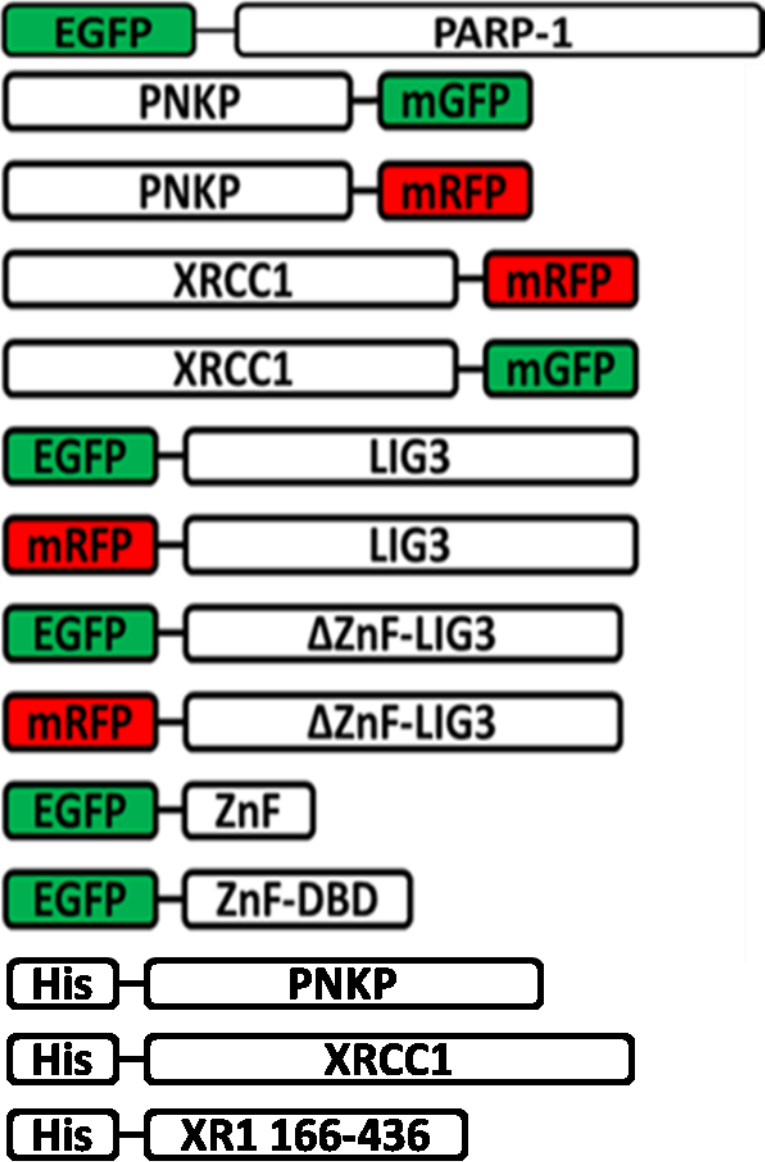 EGFP PARP-1
PNKP mGFP
PNKP mRFP
XRCC1 mRFP
XRCC1 mGFP
EGFP LIG3
mRFP LIG3
EGFP ΔZnF-LIG3
mRFP ΔZnF-LIG3
EGFP ZnF
EGFP ZnF-DBD
His PNKP
His XRCC1
His XR1 166-436